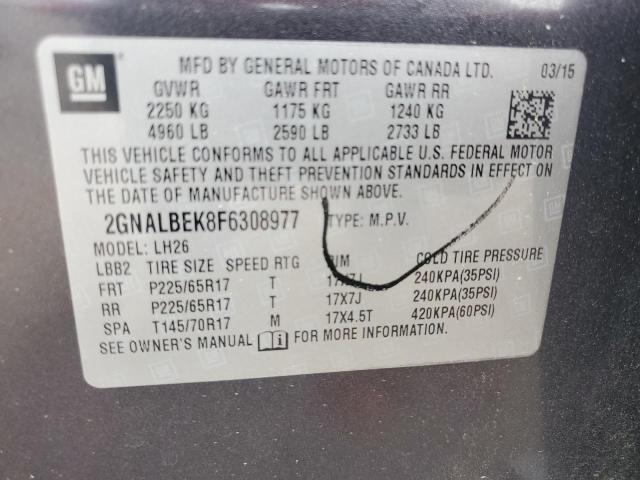 GM
MFD BY GENERAL MOTORS OF CANADA LTD. 03/15
GVWR GAWR FRT GAWR RR
2250 KG 1175 KG 1240 KG
4960 LB 2590 LB 2733 LB
THIS VEHICLE CONFORMS TO ALL APPLICABLE U.S. FEDERAL MOTOR
VEHICLE SAFETY AND THEFT PREVENTION STANDARDS IN EFFECT ON
THE DATE OF MANUFACTURE SHOWN ABOVE.
2GNALBEK8F6308977 TYPE: M.P.V.
MODEL: LH26
LBB2 TIRE SIZE SPEED RTG RIM COLD TIRE PRESSURE
FRT P225/65R17 T 17X7J 240KPA(35PSI)
RR P225/65R17 T 17X7J 240KPA(35PSI)
SPA T145/70R17 M 17X4.5T 420KPA(60PSI)
SEE OWNER'S MANUAL FOR MORE INFORMATION